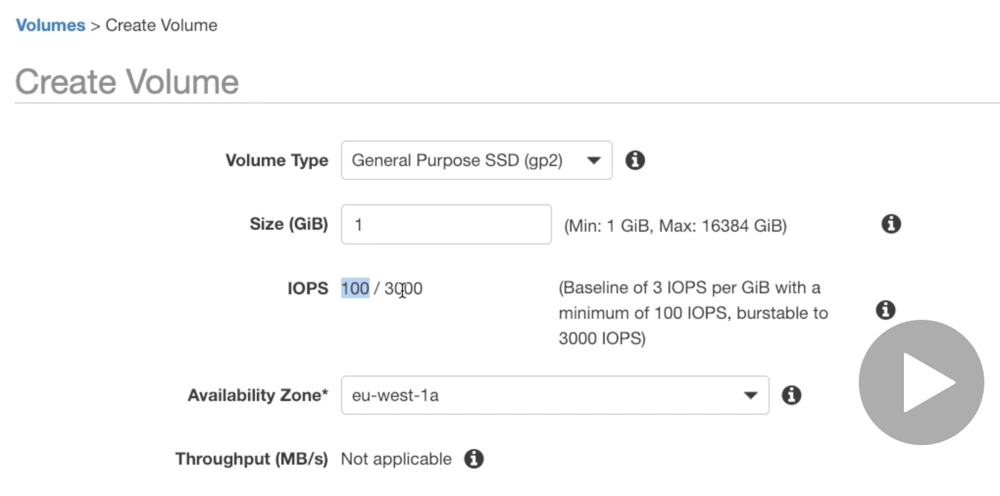 Volumes > Create Volume
Create Volume
Volume Type General Purpose SSD (gp2)
Size (GiB) 1 (Min: 1 GiB, Max: 16384 GiB)
IOPS 100 / 3000 (Baseline of 3 IOPS per GiB with a
minimum of 100 IOPS, burstable to
3000 IOPS)
Availability Zone* eu-west-1a
Throughput (MB/s) Not applicable